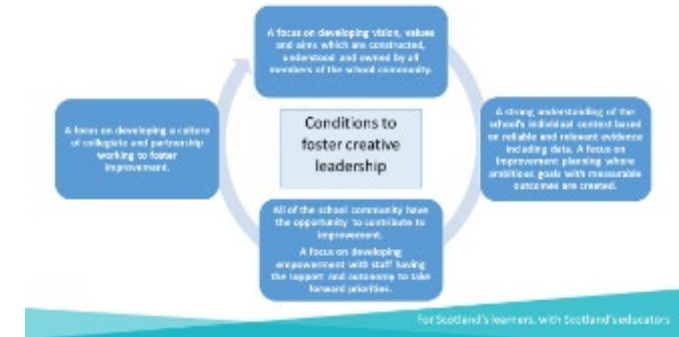 A focus on developing vision, values
and aims which are constructed,
understood and owned by all
members of the school community.
A strong understanding of the
school's individual context based
on reliable and relevant evidence
including data. A focus on
improvement planning where
ambitious goals with measurable
outcomes are created.
Conditions to
foster creative
leadership
All of the school community have
the opportunity to contribute to
improvement.
A focus on developing
empowerment with staff having
the support and autonomy to take
forward priorities.
A focus on developing a culture
of collegiate and partnership
working to foster
improvement.
For Scotland's learners, with Scotland's educators